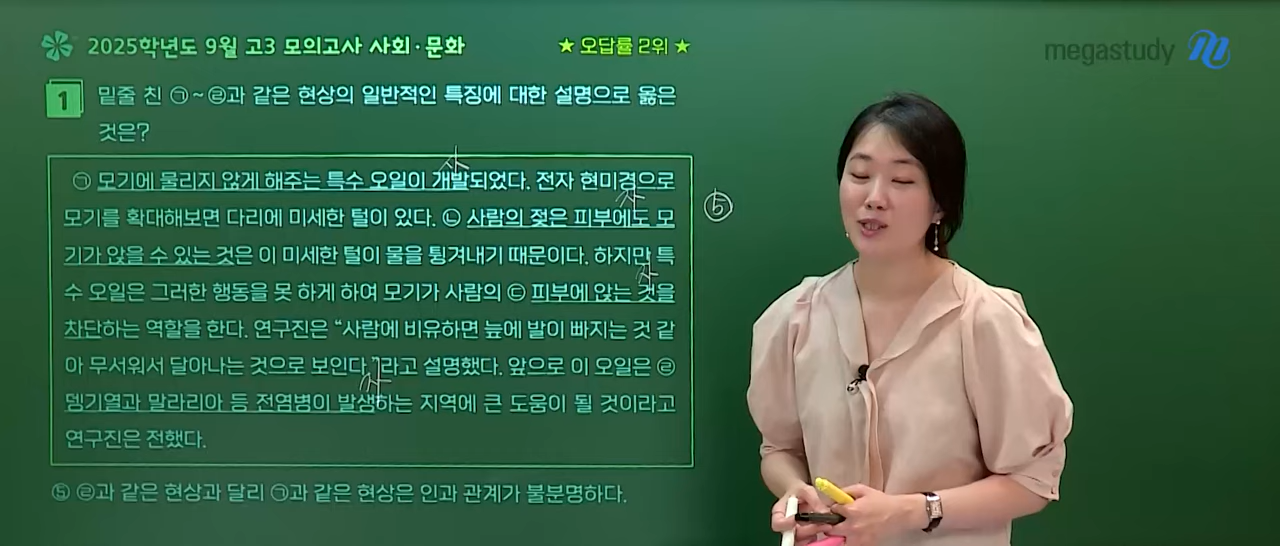 2025학년도 9월 고3 모의고사 사회·문화
★ 오답률 2위 ★
megastudy
1 밑줄 친 ㉠~㉣과 같은 현상의 일반적인 특징에 대한 설명으로 옳은
것은?
㉠ 모기에 물리지 않게 해주는 특수 오일이 개발되었다. 전자 현미경으로
모기를 확대해보면 다리에 미세한 털이 있다. ㉡ 사람의 젖은 피부에도 모
기가 앉을 수 있는 것은 이 미세한 털이 물을 튕겨내기 때문이다. 하지만 특
수 오일은 그러한 행동을 못 하게 하여 모기가 사람의 ㉢ 피부에 앉는 것을
차단하는 역할을 한다. 연구진은 “사람에 비유하면 늪에 발이 빠지는 것 같
아 무서워서 달아나는 것으로 보인다.”라고 설명했다. 앞으로 이 오일은 ㉣
뎅기열과 말라리아 등 전염병이 발생하는 지역에 큰 도움이 될 것이라고
연구진은 전했다.
⑤
⑤ ㉣과 같은 현상과 달리 ㉠과 같은 현상은 인과 관계가 불분명하다.